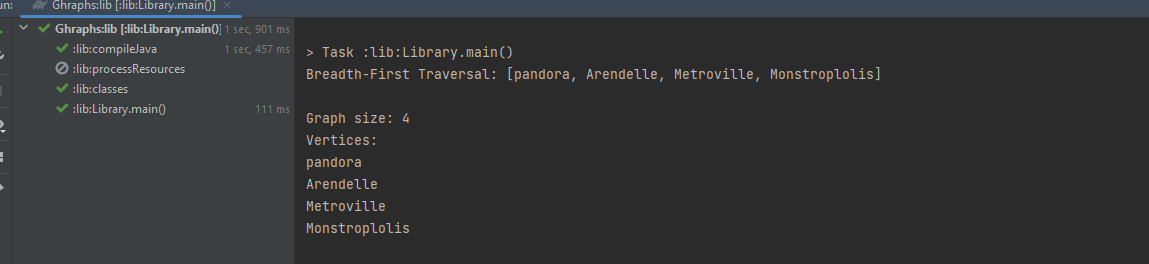 un:
Ghraphs:lib [:lib:Library.main()] ×
Ghraphs:lib [:lib:Library.main()] 1 sec, 901 ms
:lib:compileJava 1 sec, 457 ms
:lib:processResources
:lib:classes
:lib:Library.main() 111 ms
> Task :lib:Library.main()
Breadth-First Traversal: [pandora, Arendelle, Metroville, Monstroplolis]
Graph size: 4
Vertices:
pandora
Arendelle
Metroville
Monstroplolis